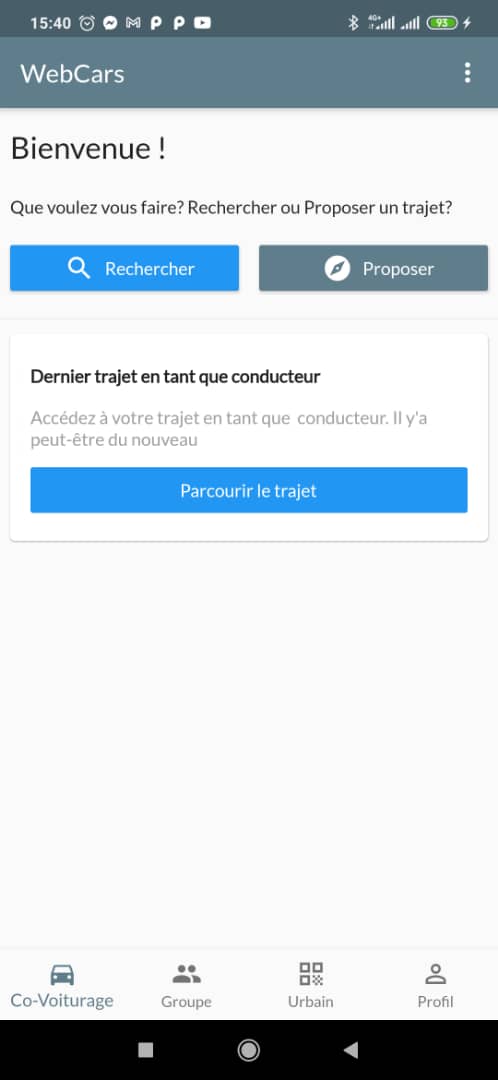 15:40
4G+
93
WebCars
Bienvenue !
Que voulez vous faire? Rechercher ou Proposer un trajet?
Rechercher
Proposer
Dernier trajet en tant que conducteur
Accédez à votre trajet en tant que  conducteur. Il y'a
peut-être du nouveau
Parcourir le trajet
Co-Voiturage
Groupe
Urbain
Profil